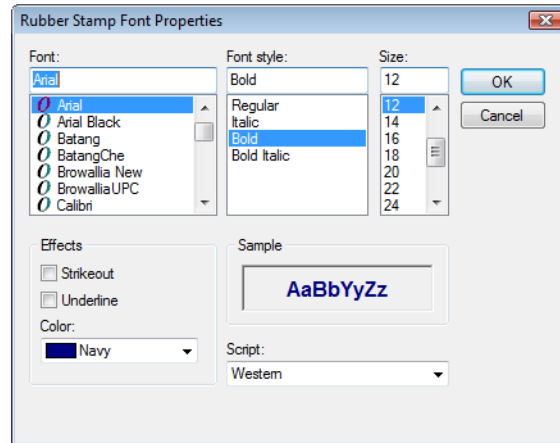 Rubber Stamp Font Properties
Font:
Arial
Arial
Arial Black
Batang
BatangChe
Browallia New
BrowalliaUPC
Calibri
Font style:
Bold
Regular
Italic
Bold
Bold Italic
Size:
12
12
14
16
18
20
22
24
OK
Cancel
Effects
Strikeout
Underline
Color:
Navy
Sample
AaBbYyZz
Script:
Western